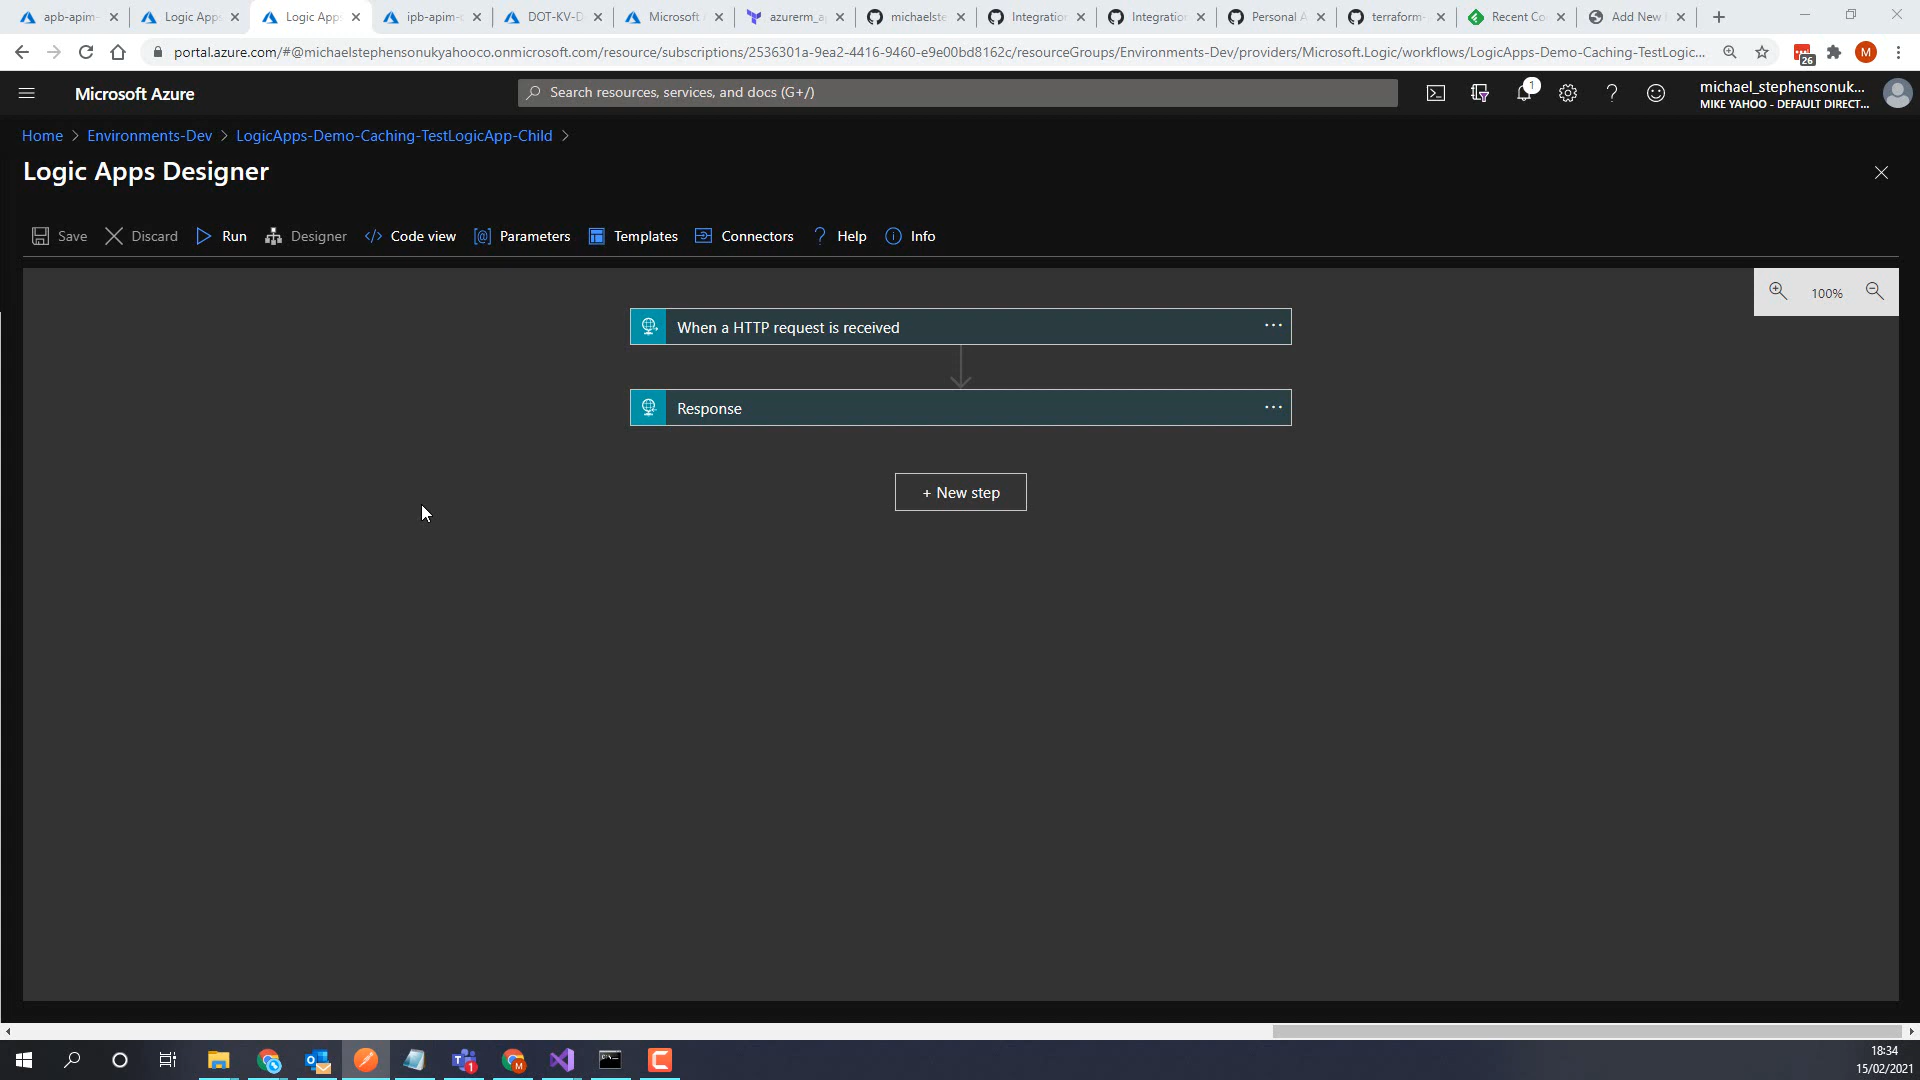 apb-apim-
Logic App
Logic App
ipb-apim-
DOT-KV-D
Microsoft
azurerm_a
michaelste
Integration
Integration
Personal A
terraform-
Recent Co
Add New
portal.azure.com/#@michaelstephensonukyahooco.onmicrosoft.com/resource/subscriptions/2536301a-9ea2-4416-9460-e9e00bd8162c/resourceGroups/Environments-Dev/providers/Microsoft.Logic/workflows/LogicApps-Demo-Caching-TestLogic...
26
M
Microsoft Azure
Search resources, services, and docs (G+/)
1
michael_stephensonuk...
MIKE YAHOO - DEFAULT DIRECT...
Home > Environments-Dev > LogicApps-Demo-Caching-TestLogicApp-Child >
Logic Apps Designer
Save
Discard
Run
Designer
Code view
Parameters
Templates
Connectors
Help
Info
100%
When a HTTP request is received
Response
+ New step
18:34
15/02/2021